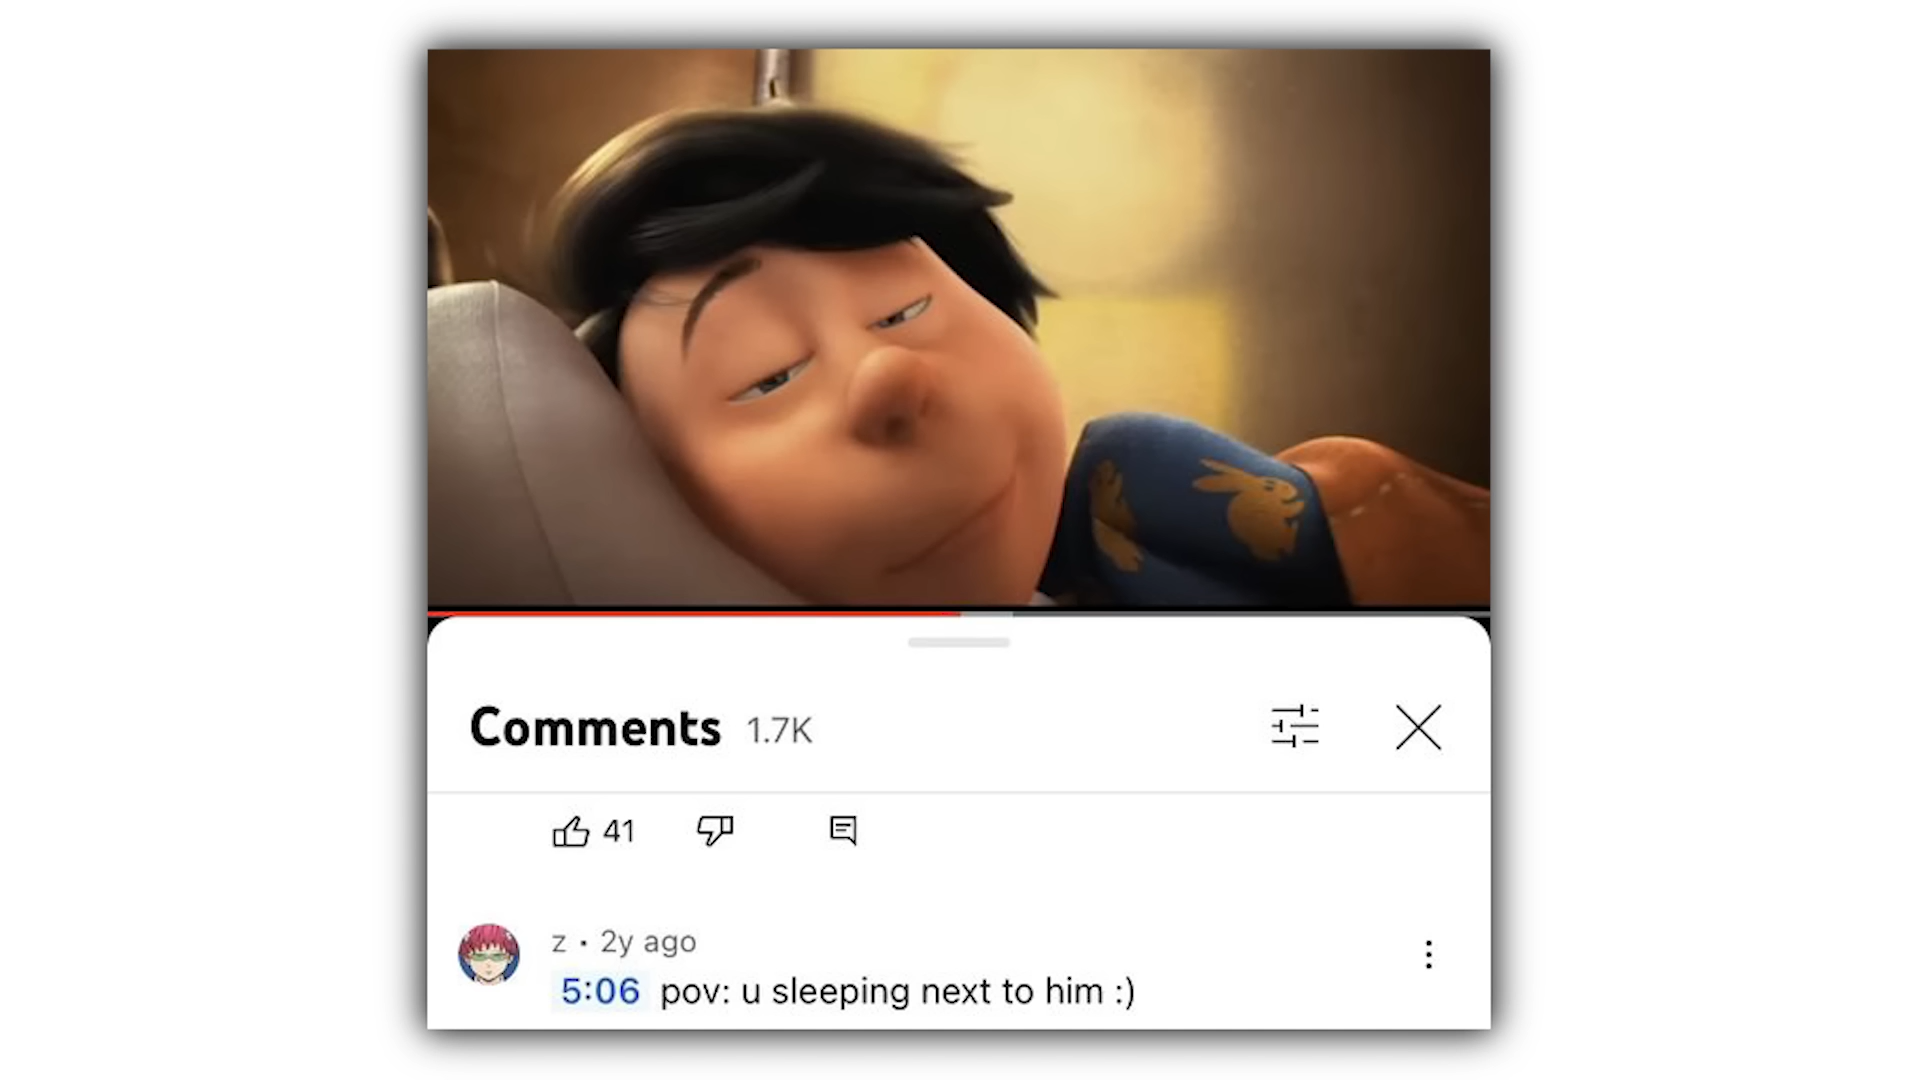 Comments 1.7K
41
z • 2y ago
5:06 pov: u sleeping next to him :)